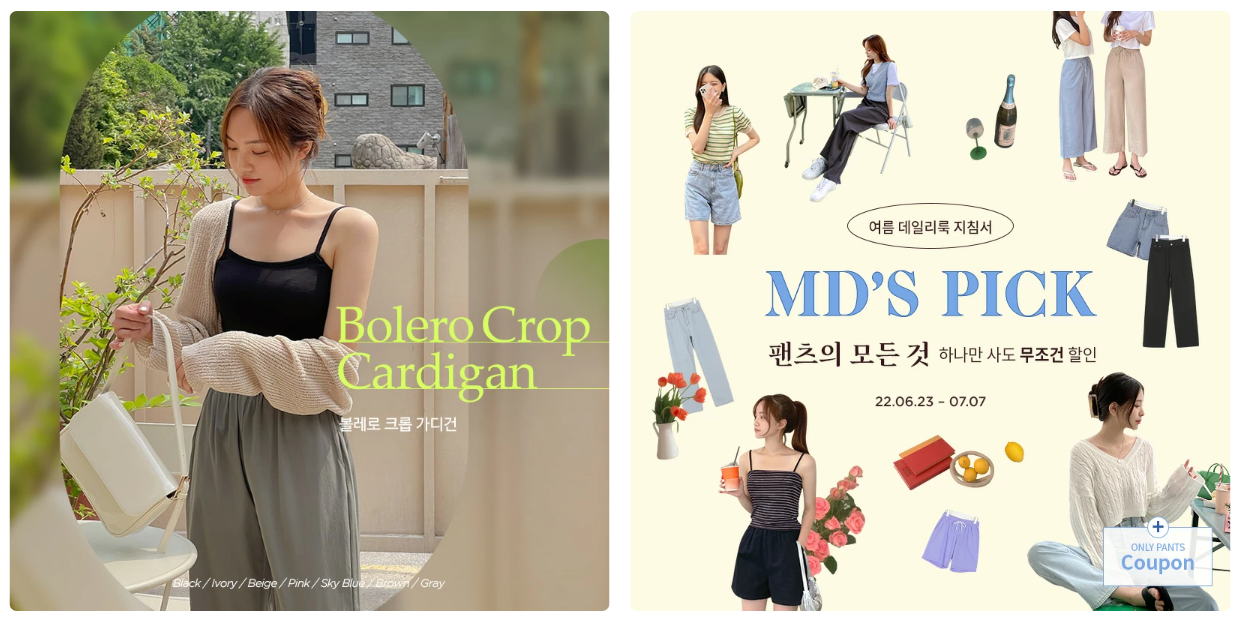 Bolero Crop
Cardigan
볼레로 크롭 가디건
Black / Ivory / Beige / Pink / Sky Blue / Brown / Gray
여름 데일리룩 지침서
MD'S PICK
팬츠의 모든 것 하나만 사도 무조건 할인
22.06.23 - 07.07
ONLY PANTS
Coupon